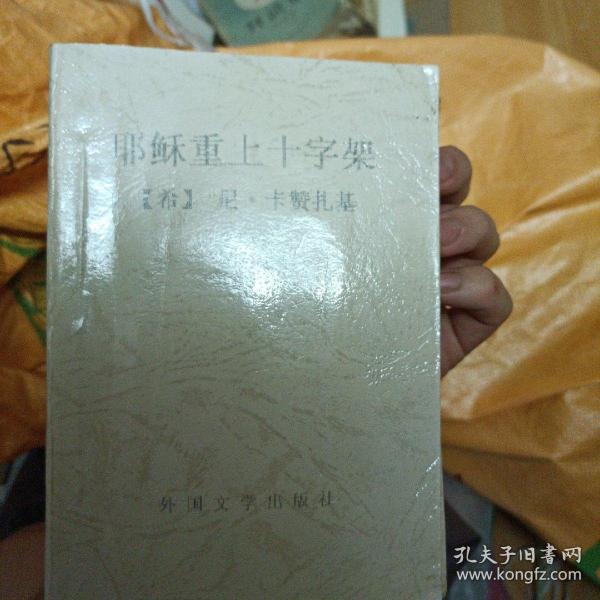 耶稣重上十字架
【希】 尼·卡赞扎基
外国文学出版社
孔夫子旧书网
www.kongfz.com